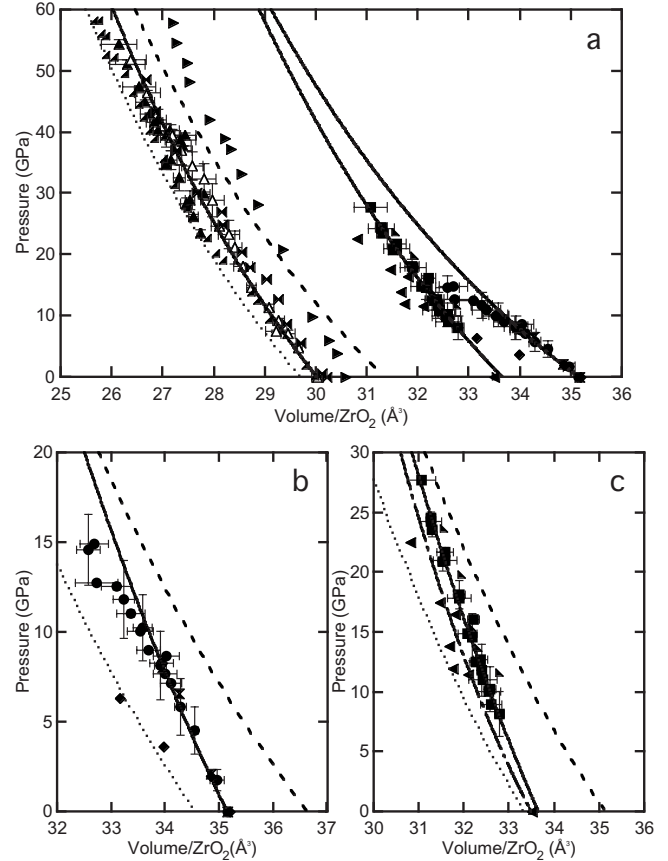 a
60
50
40
30
20
10
0
Pressure (GPa)
25 26 27 28 29 30 31 32 33 34 35 36
Volume/ZrO₂ (Å³)
b
20
15
10
5
0
Pressure (GPa)
32 33 34 35 36 37
Volume/ZrO₂(Å³)
c
30
25
20
15
10
5
0
Pressure (GPa)
30 31 32 33 34 35 36
Volume/ZrO₂ (Å³)